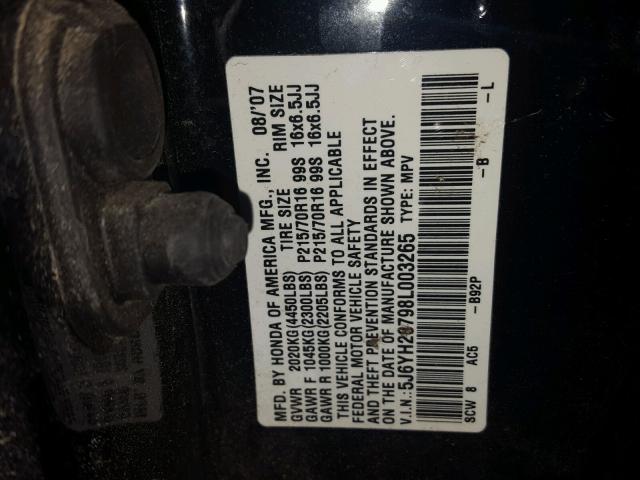 MFD. BY HONDA OF AMERICA MFG., INC. 08/'07
GVWR 2020KG(4450LBS) TIRE SIZE RIM SIZE
GAWR F 1045KG(2300LBS) P215/70R16 99S 16x6.5JJ
GAWR R 1000KG(2205LBS) P215/70R16 99S 16x6.5JJ
THIS VEHICLE CONFORMS TO ALL APPLICABLE
FEDERAL MOTOR VEHICLE SAFETY
AND THEFT PREVENTION STANDARDS IN EFFECT
ON THE DATE OF MANUFACTURE SHOWN ABOVE.
V.I.N.: TYPE: MPV
SCW 8 AC5 -B92P -B -L